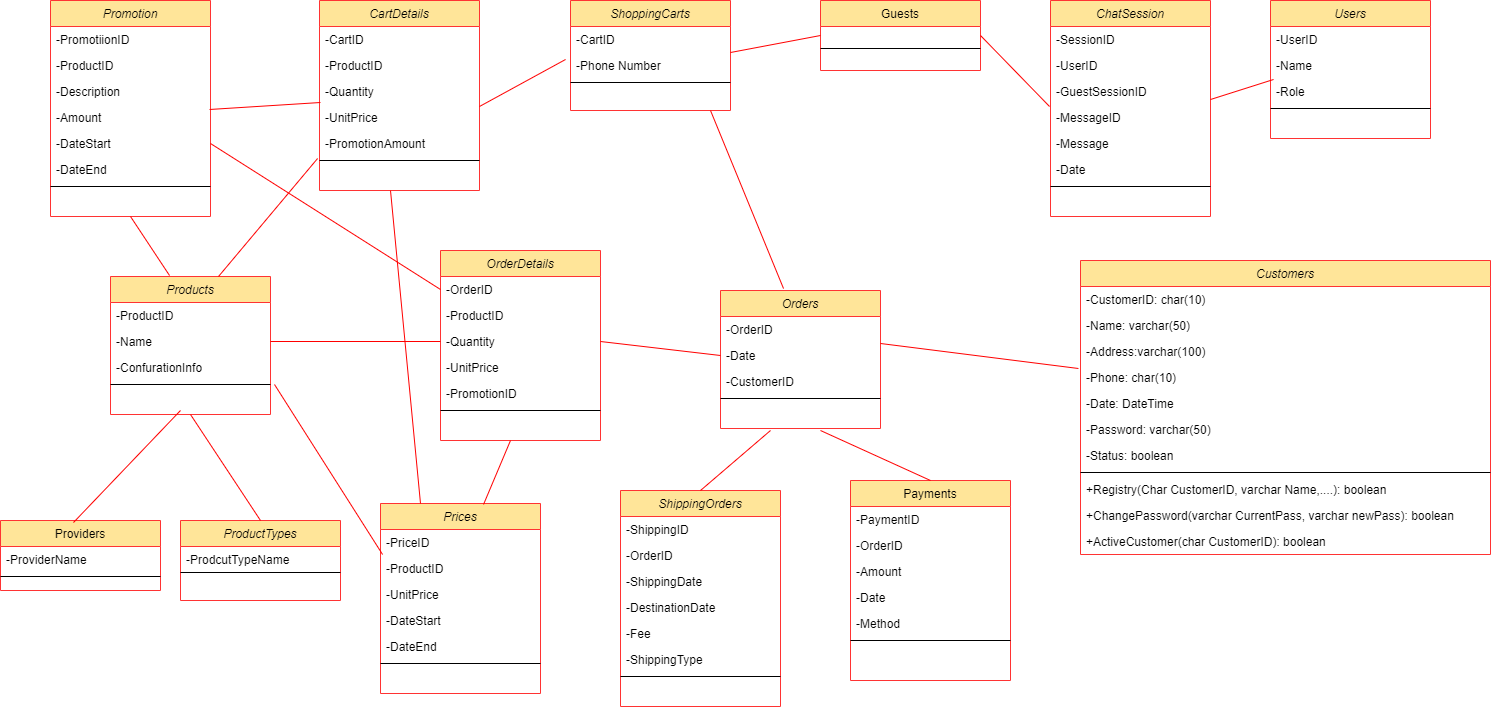 Promotion
-PromotiionID
-ProductID
-Description
-Amount
-DateStart
-DateEnd
CartDetails
-CartID
-ProductID
-Quantity
-UnitPrice
-PromotionAmount
ShoppingCarts
-CartID
-Phone Number
Guests
ChatSession
-SessionID
-UserID
-GuestSessionID
-MessageID
-Message
-Date
Users
-UserID
-Name
-Role
Products
-ProductID
-Name
-ConfurationInfo
OrderDetails
-OrderID
-ProductID
-Quantity
-UnitPrice
-PromotionID
Orders
-OrderID
-Date
-CustomerID
Customers
-CustomerID: char(10)
-Name: varchar(50)
-Address:varchar(100)
-Phone: char(10)
-Date: DateTime
-Password: varchar(50)
-Status: boolean
+Registry(Char CustomerID, varchar Name,....): boolean
+ChangePassword(varchar CurrentPass, varchar newPass): boolean
+ActiveCustomer(char CustomerID): boolean
Providers
-ProviderName
ProductTypes
-ProdcutTypeName
Prices
-PriceID
-ProductID
-UnitPrice
-DateStart
-DateEnd
ShippingOrders
-ShippingID
-OrderID
-ShippingDate
-DestinationDate
-Fee
-ShippingType
Payments
-PaymentID
-OrderID
-Amount
-Date
-Method